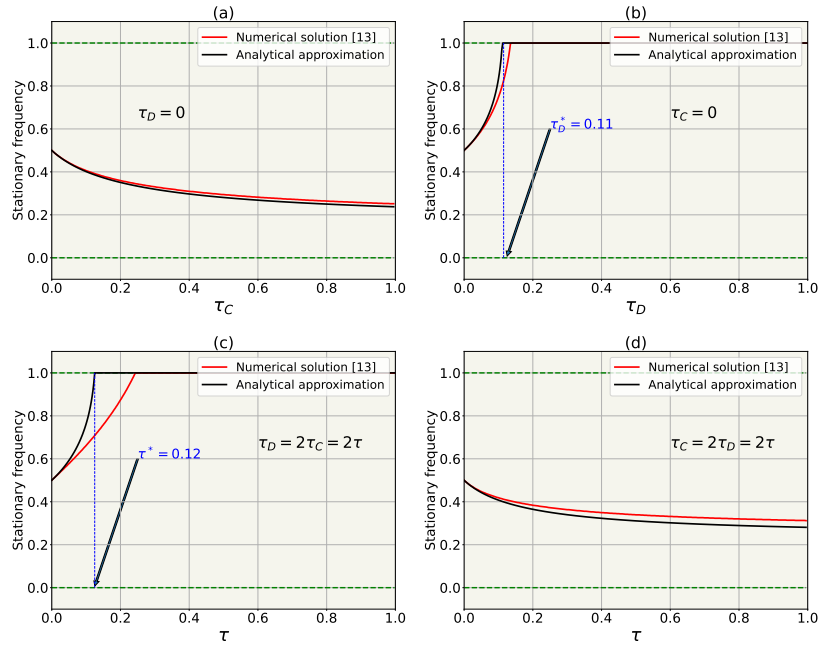 (a)
Numerical solution [13]
Analytical approximation
τ_D = 0
Stationary frequency
1.0
0.8
0.6
0.4
0.2
0.0
0.0 0.2 0.4 0.6 0.8 1.0
τ_C
(b)
Numerical solution [13]
Analytical approximation
τ_C = 0
τ_D^* = 0.11
Stationary frequency
1.0
0.8
0.6
0.4
0.2
0.0
0.0 0.2 0.4 0.6 0.8 1.0
τ_D
(c)
Numerical solution [13]
Analytical approximation
τ_D = 2τ_C = 2τ
τ^* = 0.12
Stationary frequency
1.0
0.8
0.6
0.4
0.2
0.0
0.0 0.2 0.4 0.6 0.8 1.0
τ
(d)
Numerical solution [13]
Analytical approximation
τ_C = 2τ_D = 2τ
Stationary frequency
1.0
0.8
0.6
0.4
0.2
0.0
0.0 0.2 0.4 0.6 0.8 1.0
τ